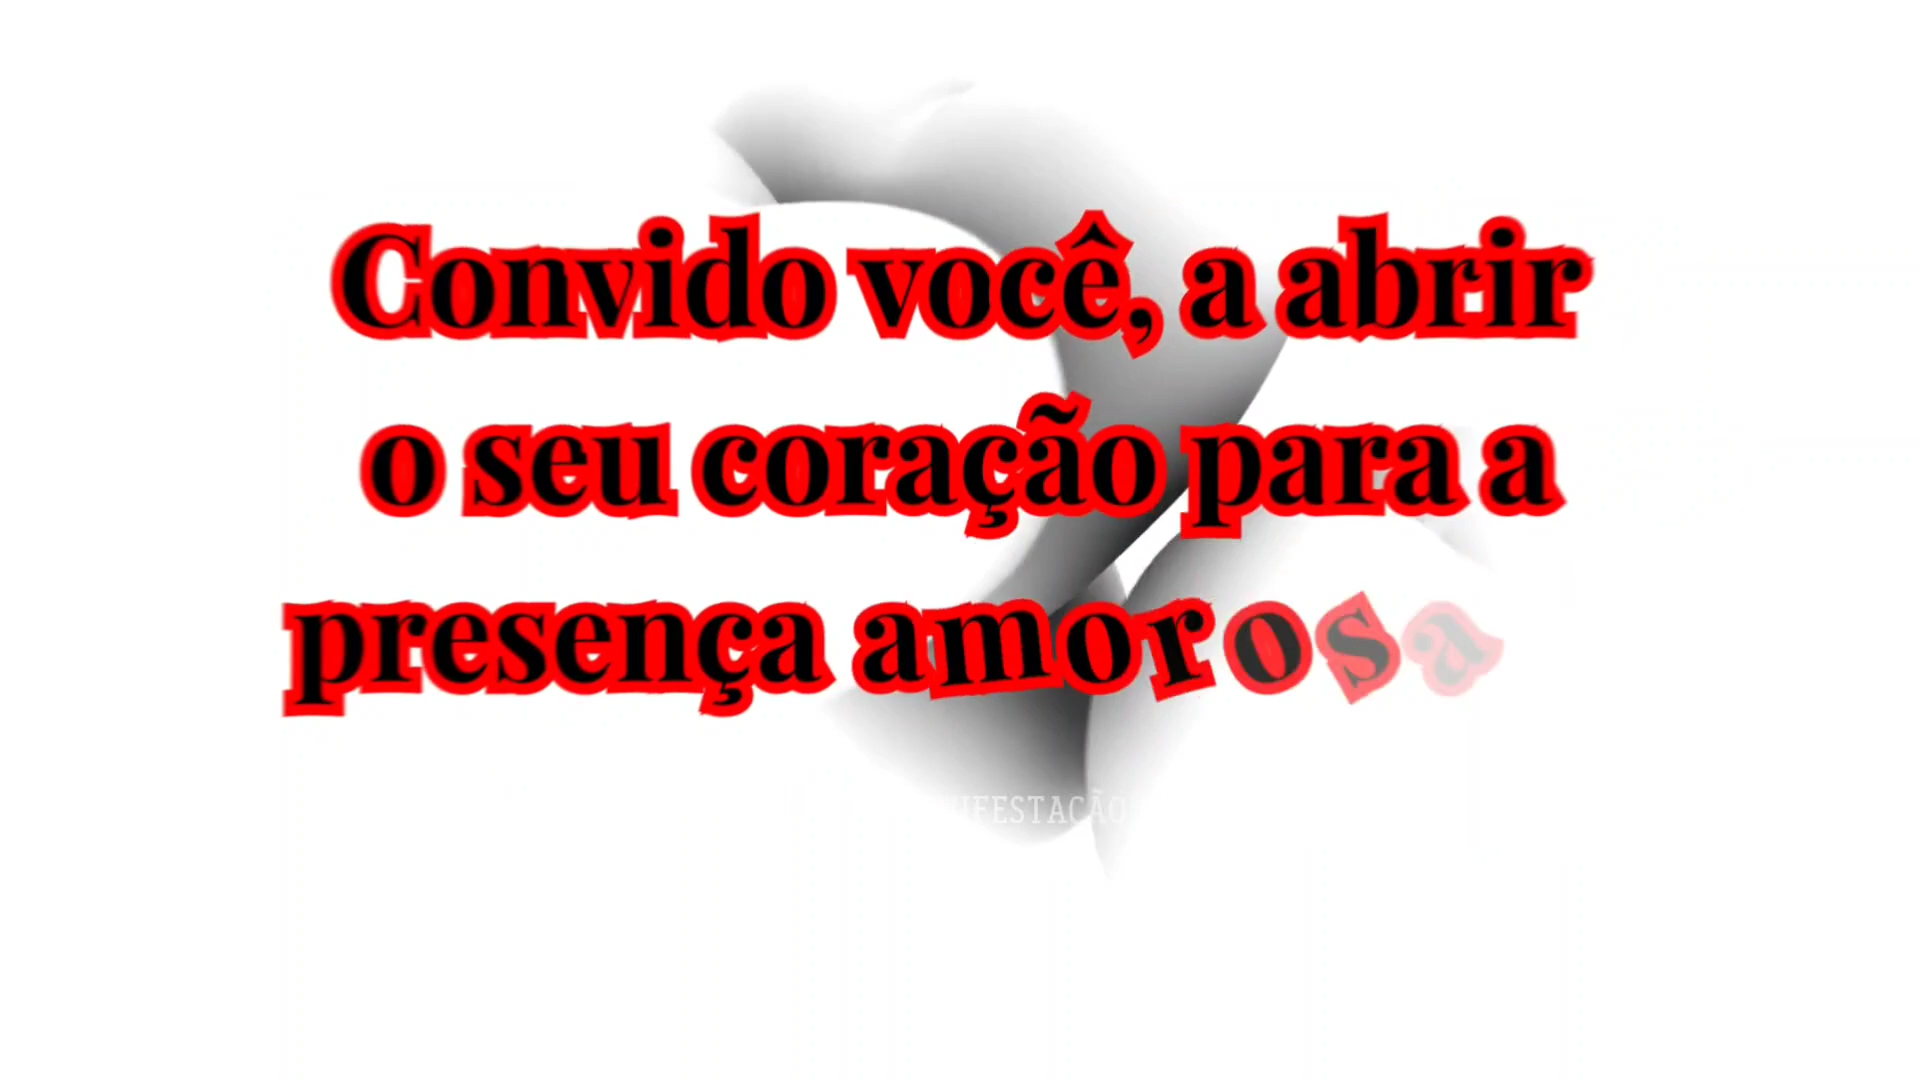 Convido você, a abrir
o seu coração para a
presença amorosa